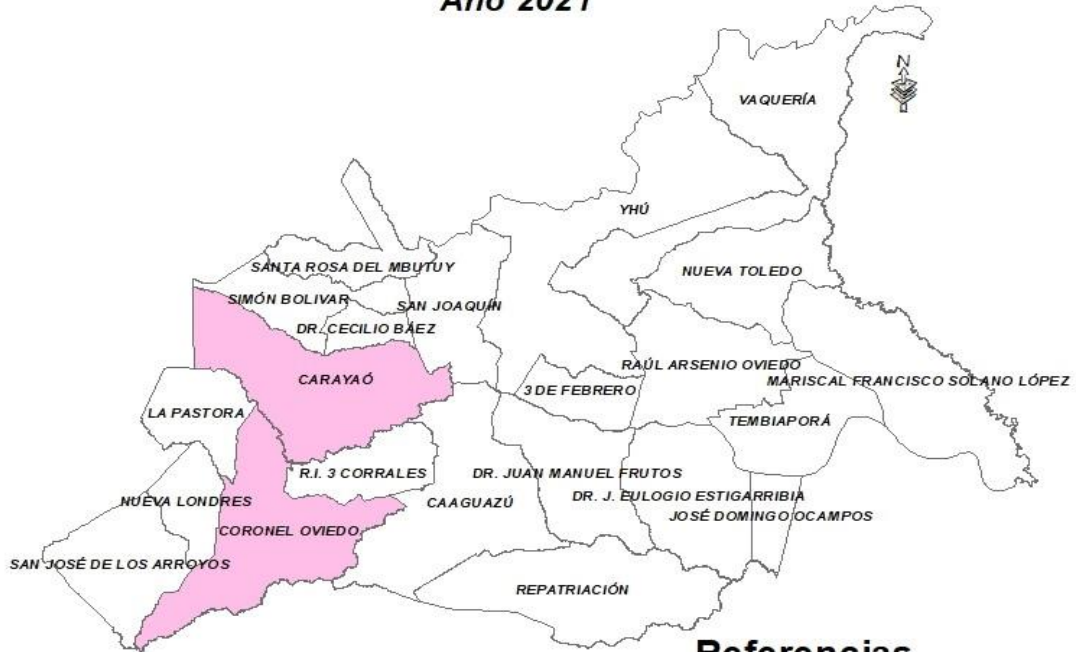 Año 2021
N
VAQUERÍA
YHÚ
SANTA ROSA DEL MBUTUY
NUEVA TOLEDO
SIMÓN BOLIVAR
SAN JOAQUÍN
DR. CECILIO BÁEZ
RAÚL ARSENIO OVIEDO
CARAYAÓ
MARISCAL FRANCISCO SOLANO LÓPEZ
3 DE FEBRERO
LA PASTORA
TEMBIAPORÁ
R.I. 3 CORRALES
DR. JUAN MANUEL FRUTOS
DR. J. EULOGIO ESTIGARRIBIA
NUEVA LONDRES
CAAGUAZÚ
JOSÉ DOMINGO OCAMPOS
CORONEL OVIEDO
SAN JOSÉ DE LOS ARROYOS
REPATRIACIÓN
Referencias